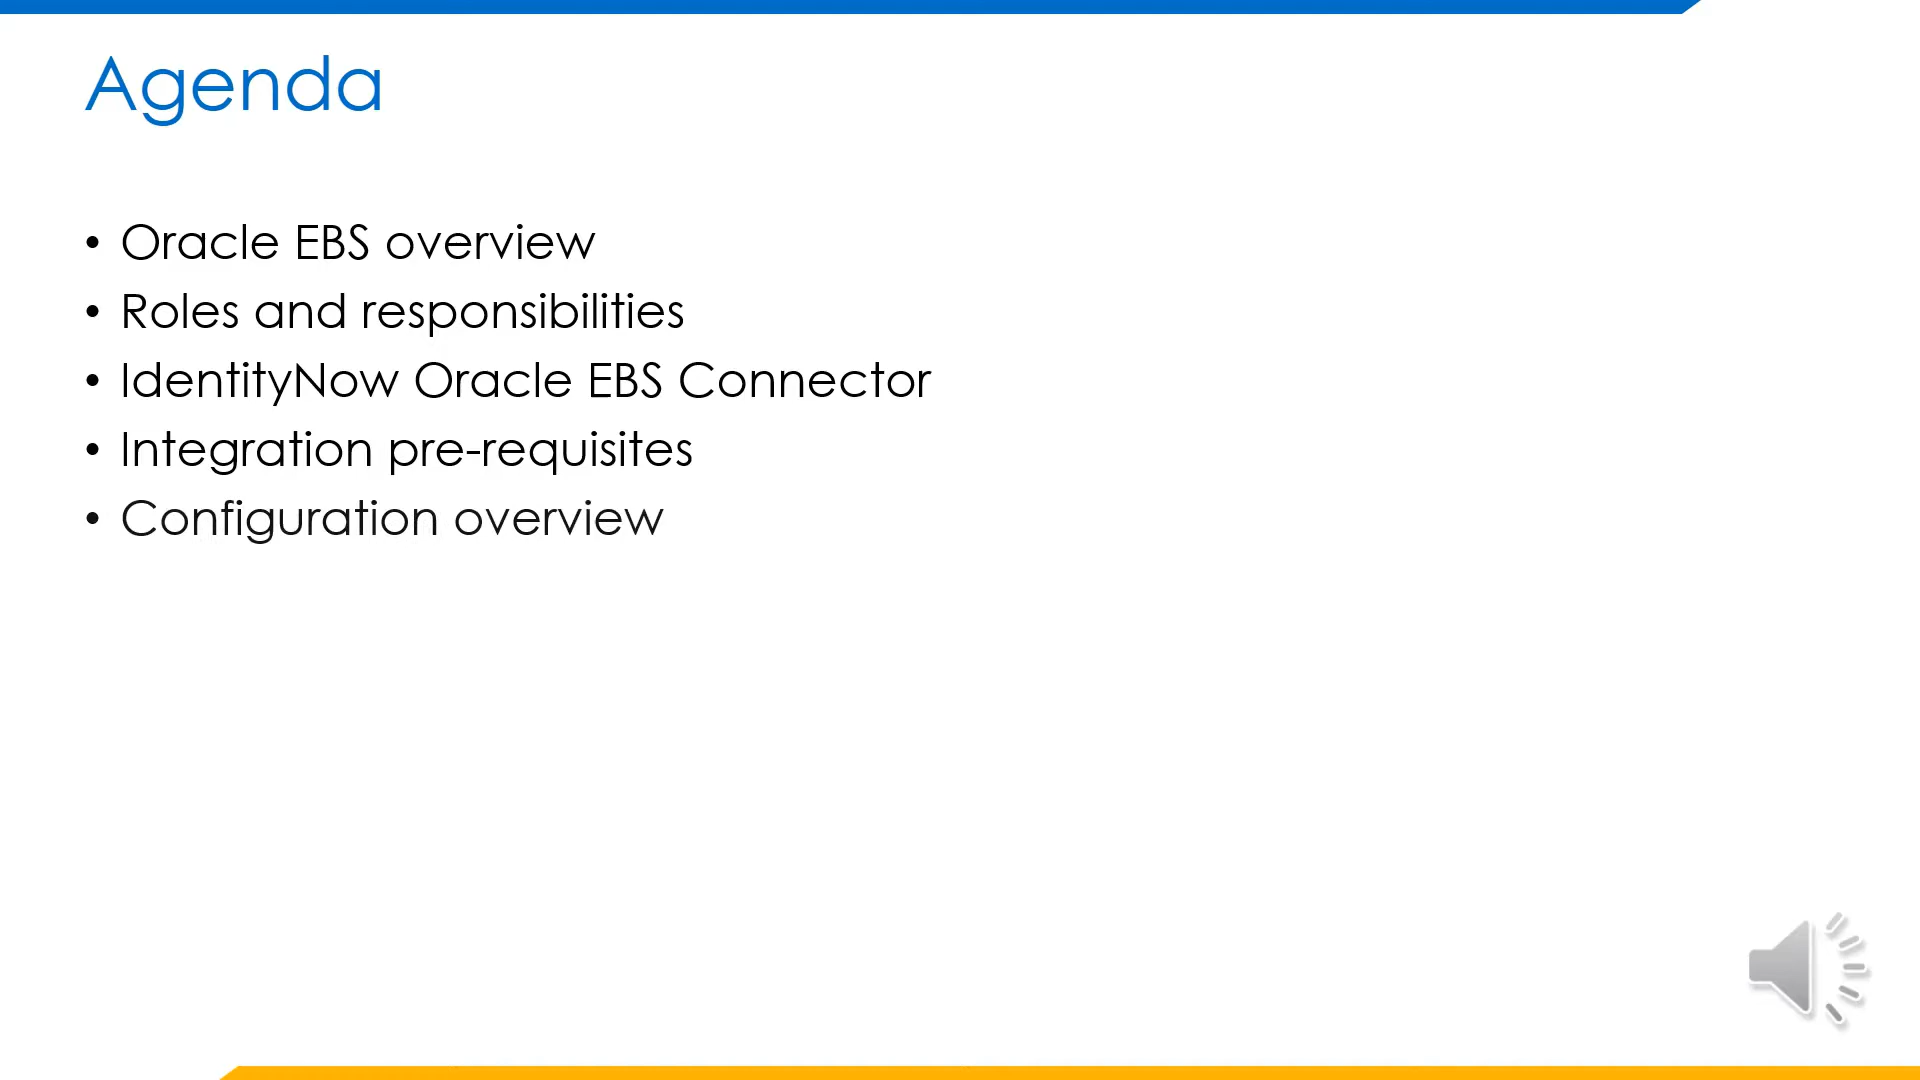 Agenda
• Oracle EBS overview
• Roles and responsibilities
• IdentityNow Oracle EBS Connector
• Integration pre-requisites
• Configuration overview